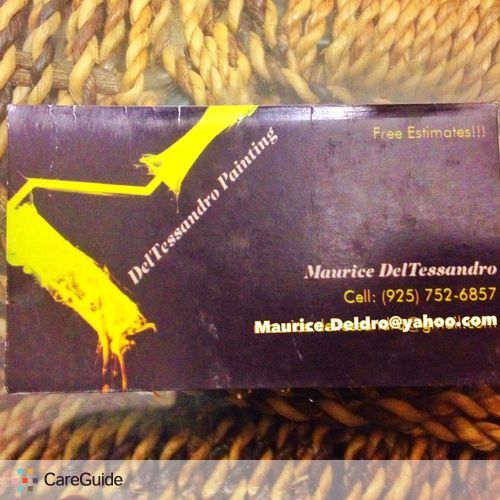 Free Estimates!!!
DelTessandro Painting
Maurice DelTessandro
Cell: (925) 752-6857
Maurice.Deldro@yahoo.com
CareGuide